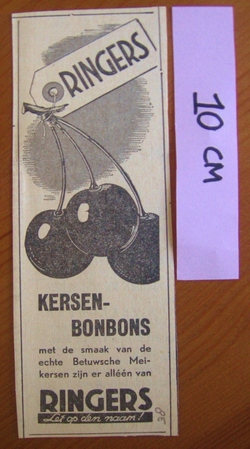 RINGERS
10 CM
KERSEN-
BONBONS
met de smaak van de
echte Betuwsche Mei-
kersen zijn er alléén van
RINGERS
Let op den naam!
38